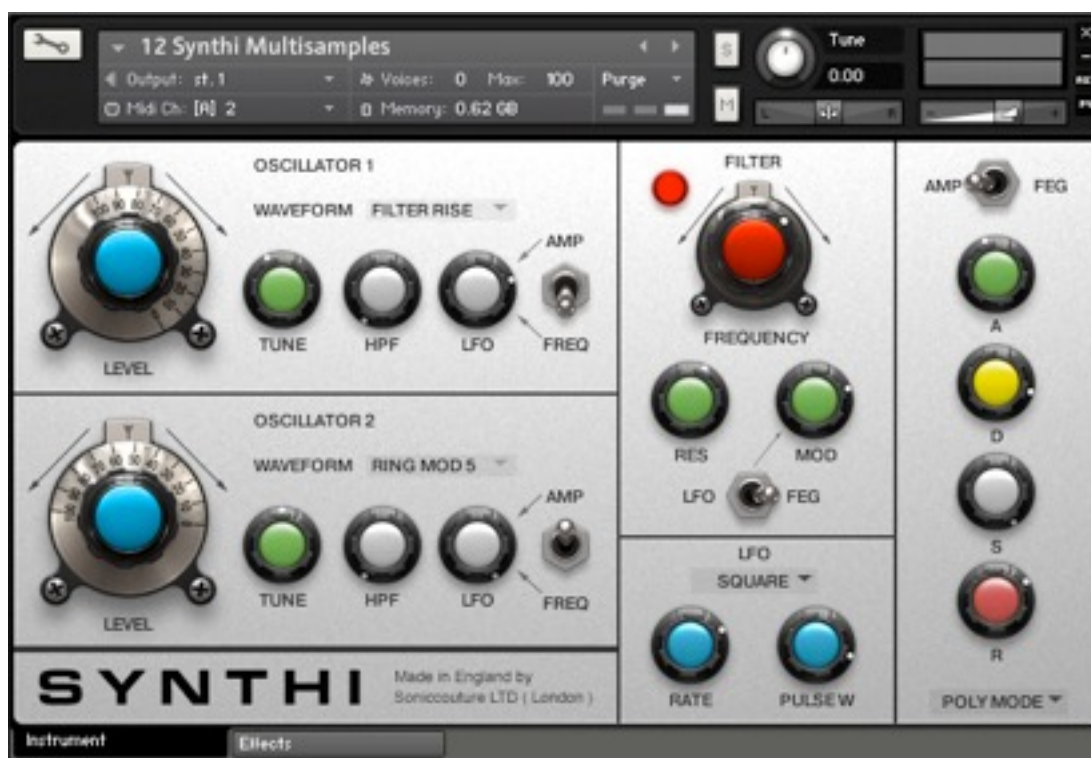 12 Synthi Multisamples
Output: st.1
Voices: 0 Max: 100
Purge
Midi Ch: [A] 2
Memory: 0.62 GB
S
M
Tune
0.00
L R
OSCILLATOR 1
WAVEFORM FILTER RISE
AMP
TUNE HPF LFO FREQ
LEVEL
OSCILLATOR 2
WAVEFORM RING MOD 5
AMP
TUNE HPF LFO FREQ
LEVEL
SYNTHI
Made in England by
Soniccouture LTD ( London )
FILTER
FREQUENCY
RES MOD
LFO FEG
LFO
SQUARE
RATE PULSE W
AMP FEG
A
D
S
R
POLY MODE
Instrument Effects